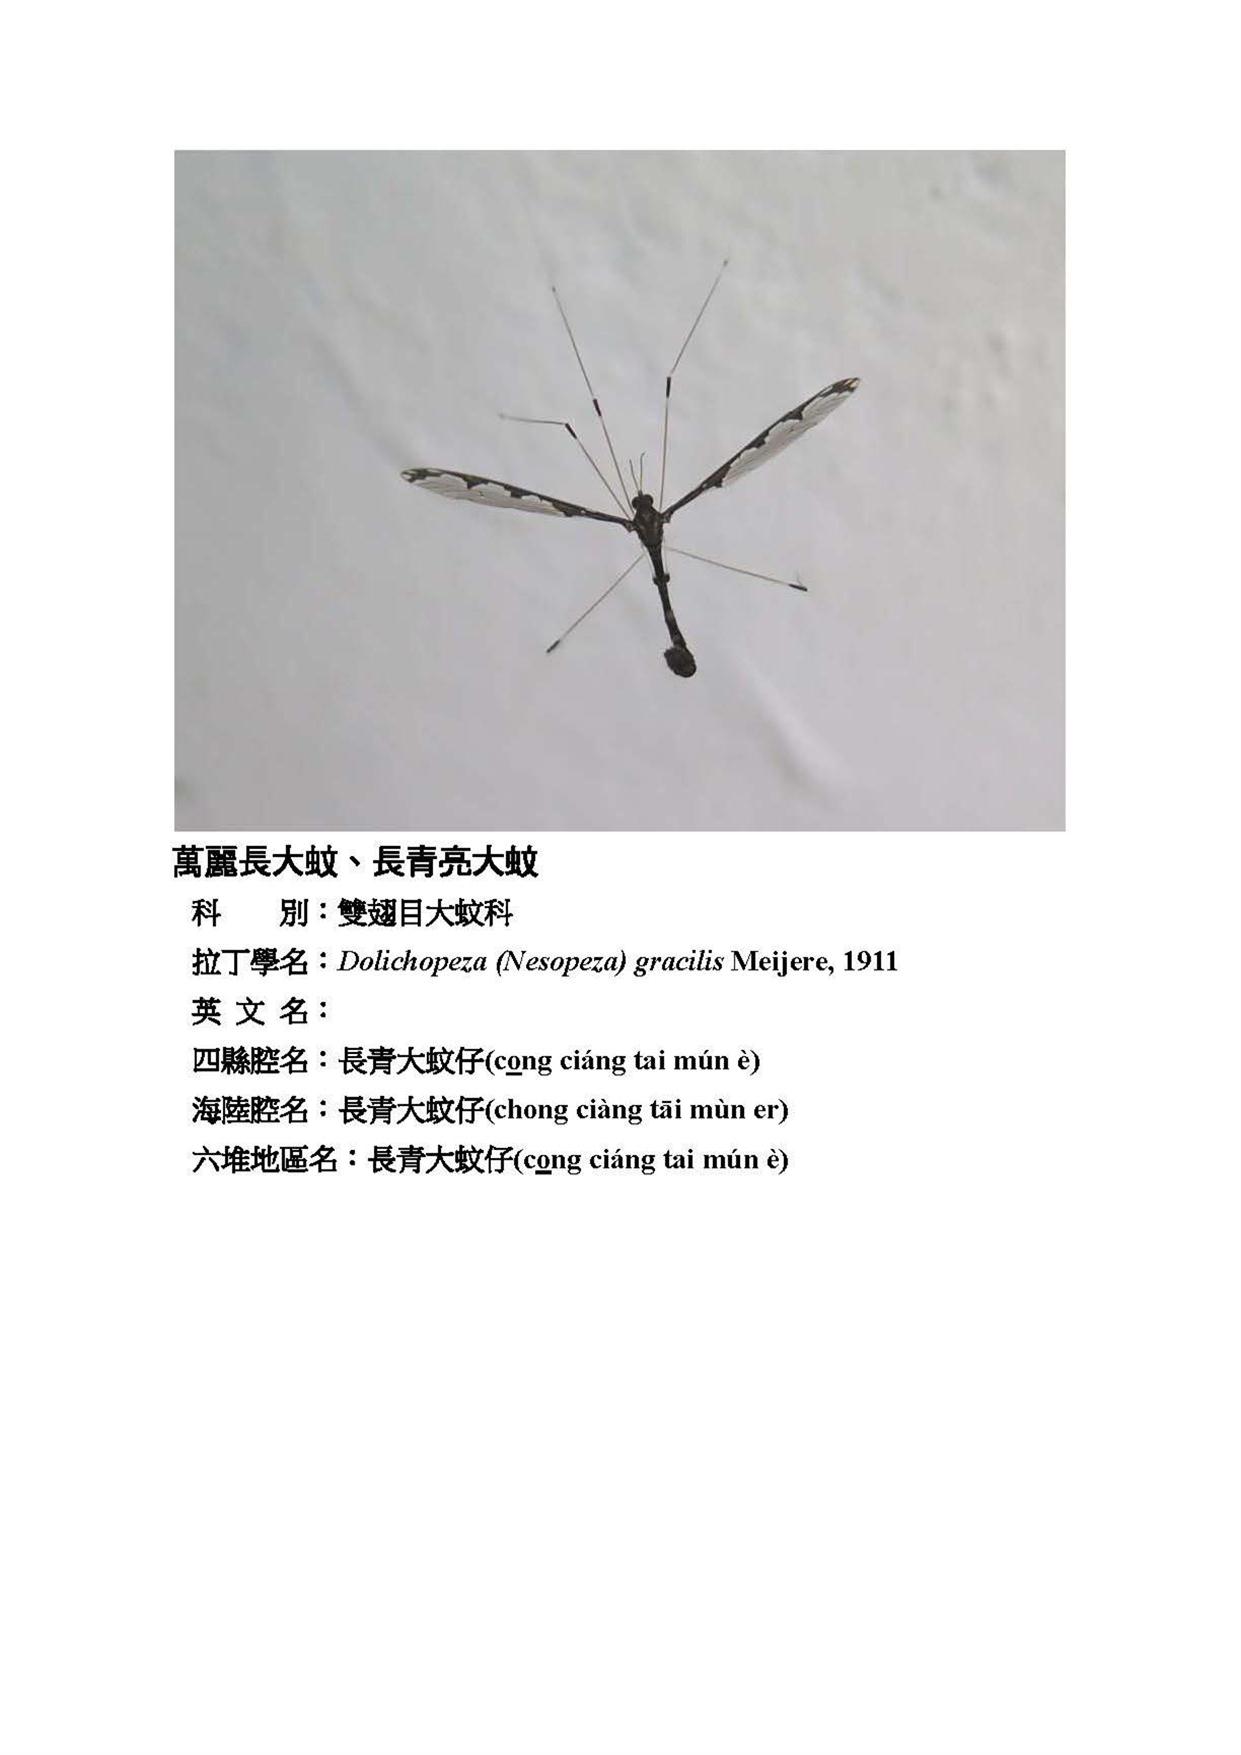 萬麗長大蚊、長青亮大蚊
科　　別：雙翅目大蚊科
拉丁學名：Dolichopeza (Nesopeza) gracilis Meijere, 1911
英 文 名：
四縣腔名：長青大蚊仔(cong ciáng tai mún è)
海陸腔名：長青大蚊仔(chong ciàng tāi mùn er)
六堆地區名：長青大蚊仔(cong ciáng tai mún è)